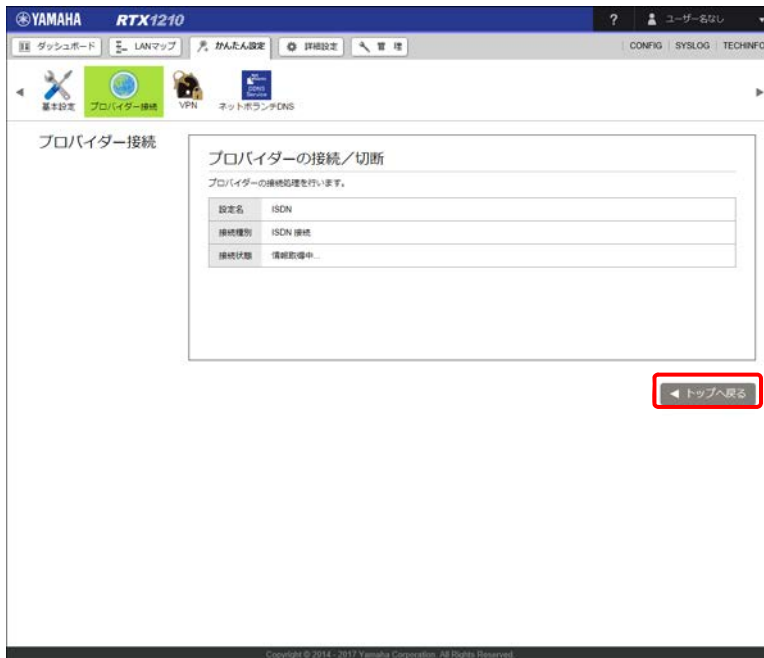 YAMAHA RTX1210 ? ユーザー名なし
ダッシュボード LANマップ かんたん設定 詳細設定 管理 CONFIG SYSLOG TECHINFO
基本設定 プロバイダー接続 VPN ネットボランチDNS
DDNS
Service
プロバイダー接続
プロバイダーの接続/切断
プロバイダーの接続処理を行います。
設定名 ISDN
接続種別 ISDN 接続
接続状態 情報取得中...
トップへ戻る
Copyright © 2014 - 2017 Yamaha Corporation. All Rights Reserved.